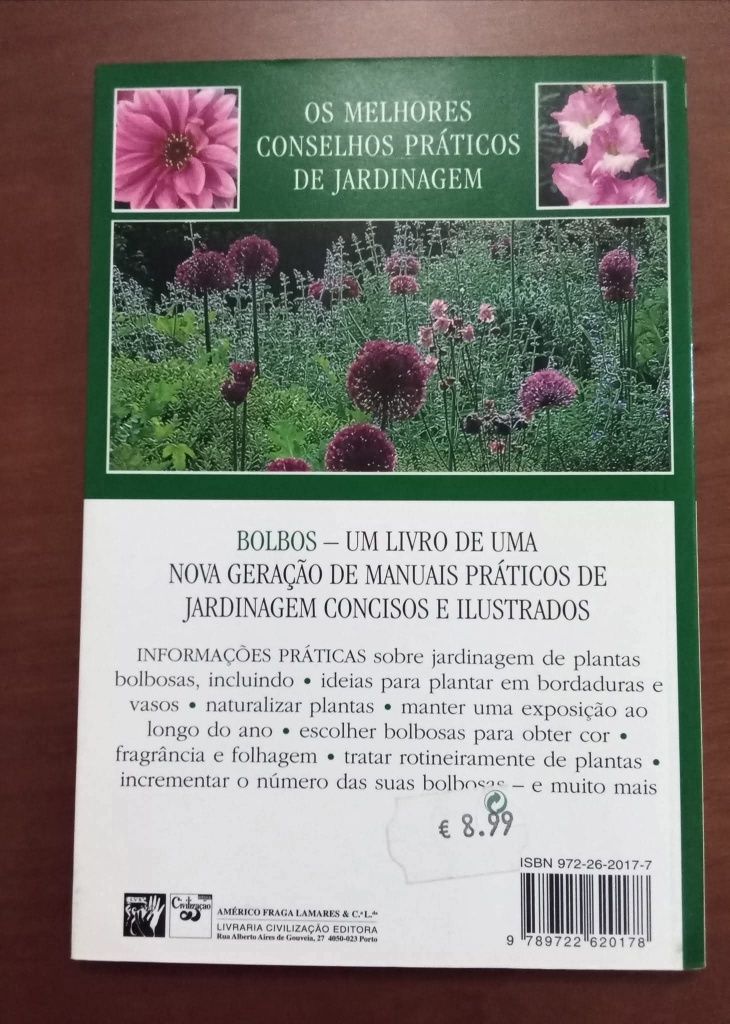 OS MELHORES
CONSELHOS PRÁTICOS
DE JARDINAGEM
BOLBOS – UM LIVRO DE UMA
NOVA GERAÇÃO DE MANUAIS PRÁTICOS DE
JARDINAGEM CONCISOS E ILUSTRADOS
INFORMAÇÕES PRÁTICAS sobre jardinagem de plantas
bolbosas, incluindo • ideias para plantar em bordaduras e
vasos • naturalizar plantas • manter uma exposição ao
longo do ano • escolher bolbosas para obter cor •
fragrância e folhagem • tratar rotineiramente de plantas •
incrementar o número das suas bolbosas – e muito mais
€ 8.99
ISBN 972-26-2017-7
Civilização
AMÉRICO FRAGA LAMARES & C.ª L.da
LIVRARIA CIVILIZAÇÃO EDITORA
Rua Alberto Aires de Gouveia, 27 4050-023 Porto
9 789722 620178